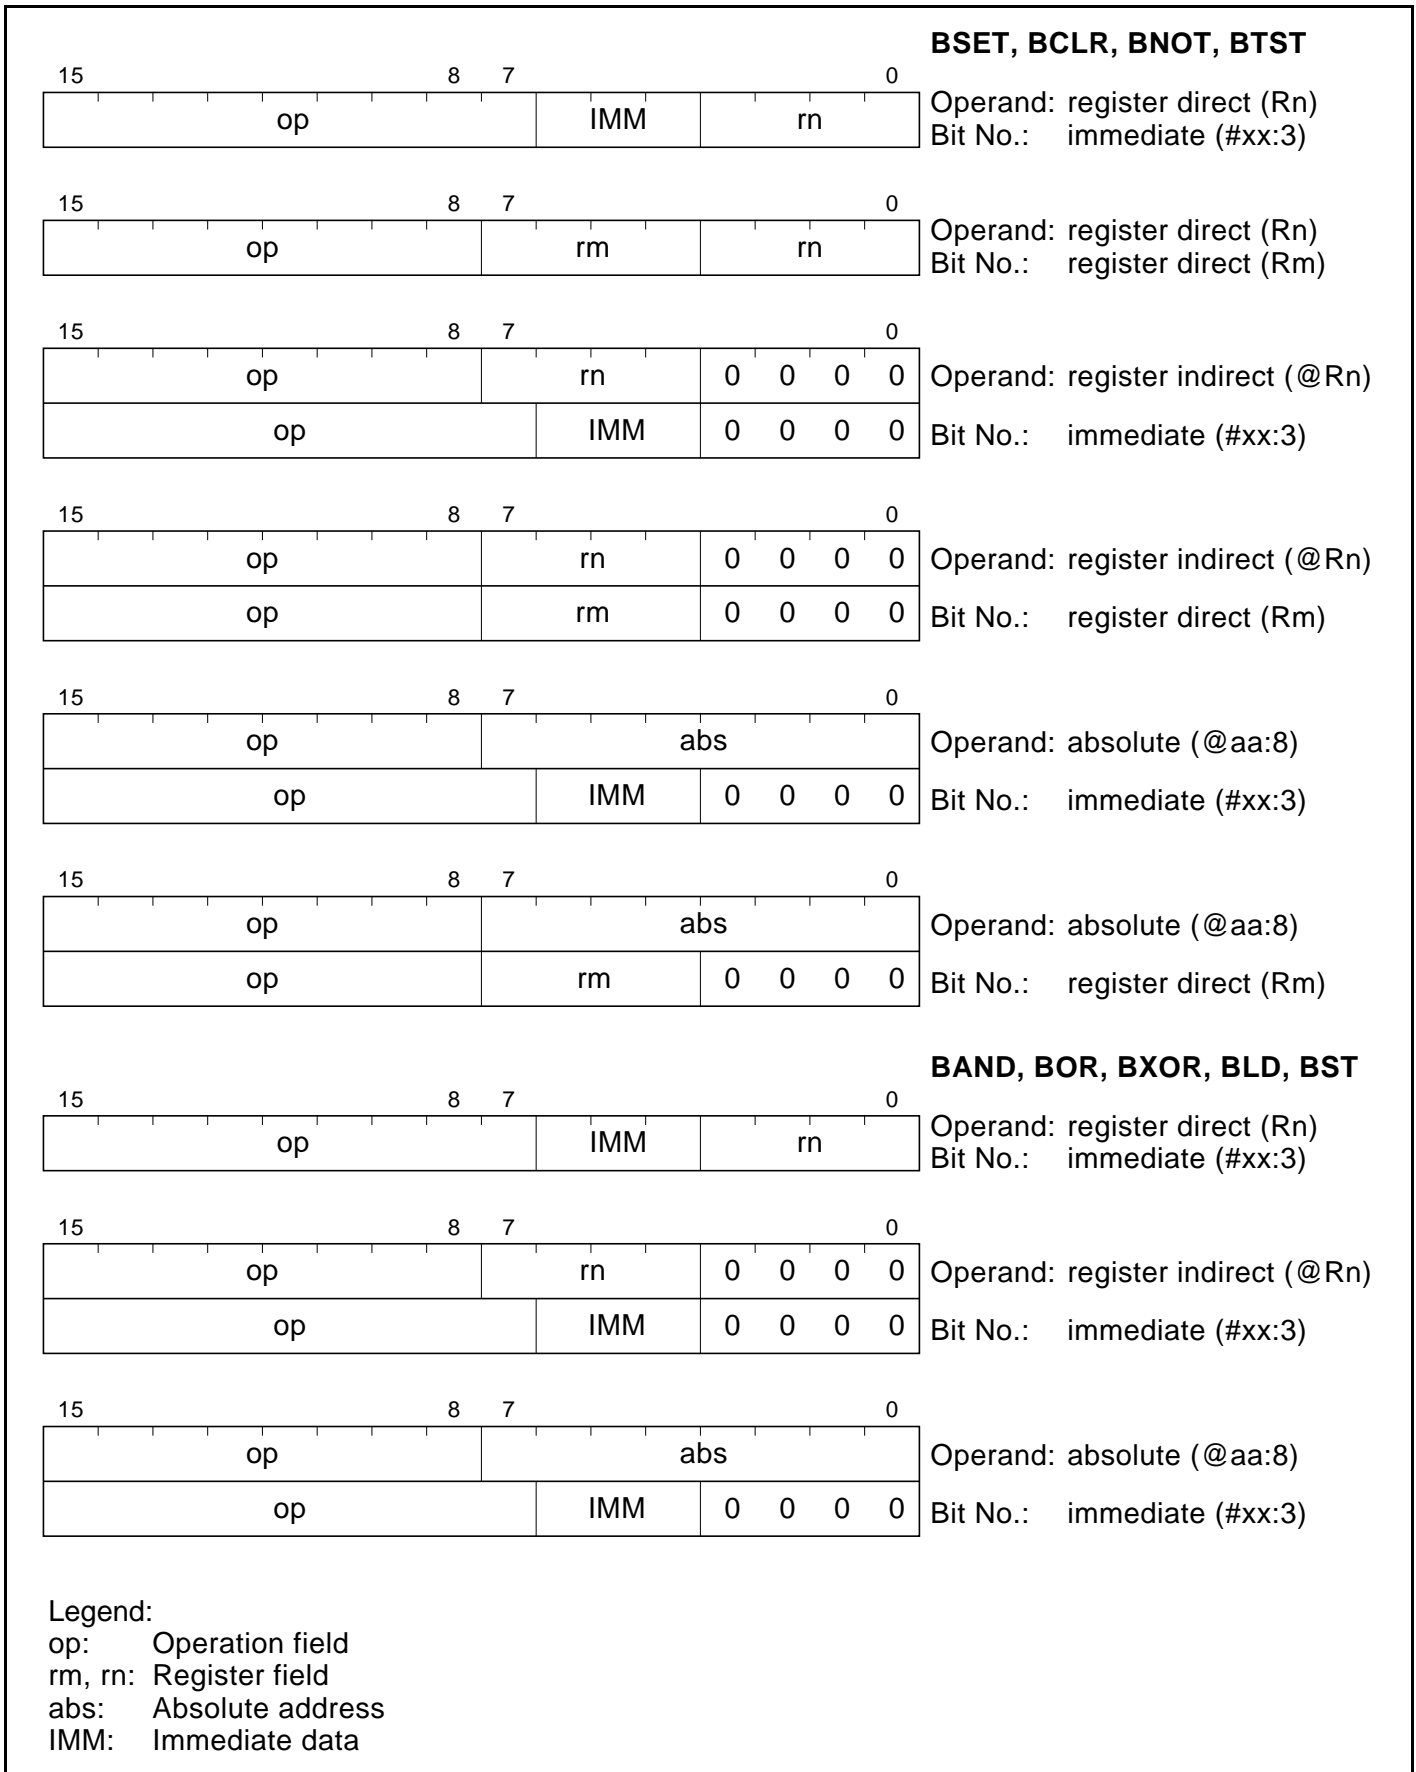 BSET, BCLR, BNOT, BTST
15 8 7 0
op IMM rn
Operand: register direct (Rn)
Bit No.: immediate (#xx:3)
15 8 7 0
op rm rn
Operand: register direct (Rn)
Bit No.: register direct (Rm)
15 8 7 0
op rn 0 0 0 0 Operand: register indirect (@Rn)
op IMM 0 0 0 0 Bit No.: immediate (#xx:3)
15 8 7 0
op rn 0 0 0 0 Operand: register indirect (@Rn)
op rm 0 0 0 0 Bit No.: register direct (Rm)
15 8 7 0
op abs Operand: absolute (@aa:8)
op IMM 0 0 0 0 Bit No.: immediate (#xx:3)
15 8 7 0
op abs Operand: absolute (@aa:8)
op rm 0 0 0 0 Bit No.: register direct (Rm)
BAND, BOR, BXOR, BLD, BST
15 8 7 0
op IMM rn
Operand: register direct (Rn)
Bit No.: immediate (#xx:3)
15 8 7 0
op rn 0 0 0 0 Operand: register indirect (@Rn)
op IMM 0 0 0 0 Bit No.: immediate (#xx:3)
15 8 7 0
op abs Operand: absolute (@aa:8)
op IMM 0 0 0 0 Bit No.: immediate (#xx:3)
Legend:
op: Operation field
rm, rn: Register field
abs: Absolute address
IMM: Immediate data